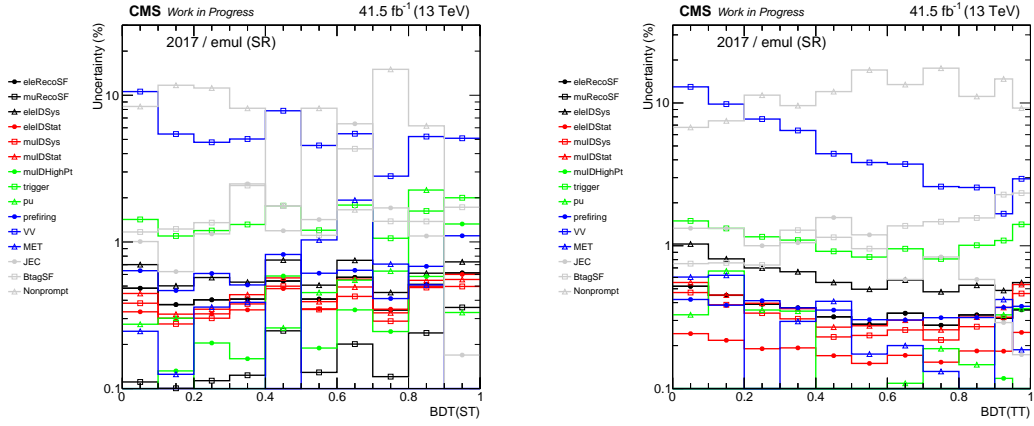 CMS Work in Progress 41.5 fb⁻¹ (13 TeV)
2017 / emul (SR)
Uncertainty (%)
10
1
0.1
eleRecoSF
muRecoSF
eleIDSys
eleIDStat
muIDSys
muIDStat
muIDHighPt
trigger
pu
prefiring
VV
MET
JEC
BtagSF
Nonprompt
0 0.2 0.4 0.6 0.8 1
BDT(ST)
CMS Work in Progress 41.5 fb⁻¹ (13 TeV)
2017 / emul (SR)
Uncertainty (%)
10
1
0.1
eleRecoSF
muRecoSF
eleIDSys
eleIDStat
muIDSys
muIDStat
muIDHighPt
trigger
pu
prefiring
VV
MET
JEC
BtagSF
Nonprompt
0 0.2 0.4 0.6 0.8 1
BDT(TT)